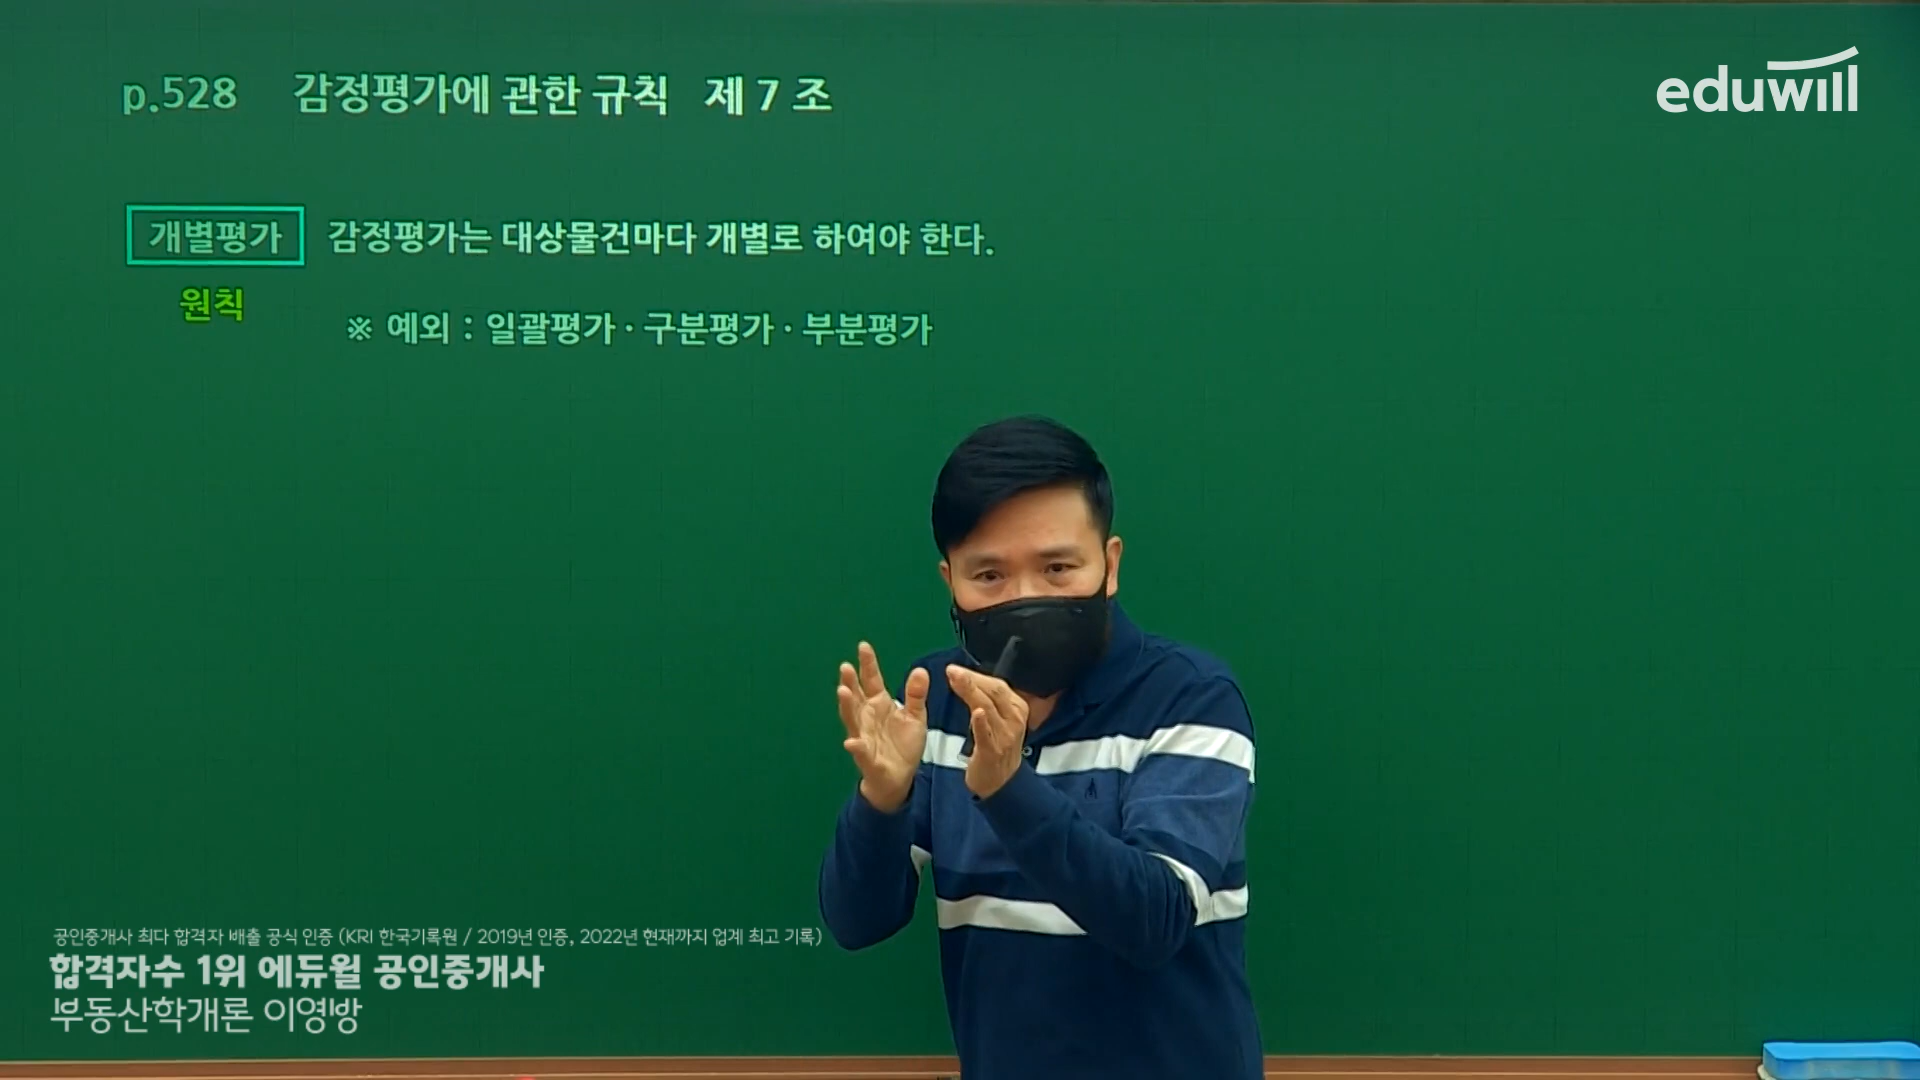 p.528 감정평가에 관한 규칙 제 7 조
eduwill
개별평가 감정평가는 대상물건마다 개별로 하여야 한다.
원칙
※ 예외 : 일괄평가 · 구분평가 · 부분평가
공인중개사 최다 합격자 배출 공식 인증 (KRI 한국기록원 / 2019년 인증, 2022년 현재까지 업계 최고 기록)
합격자수 1위 에듀윌 공인중개사
부동산학개론 이영방